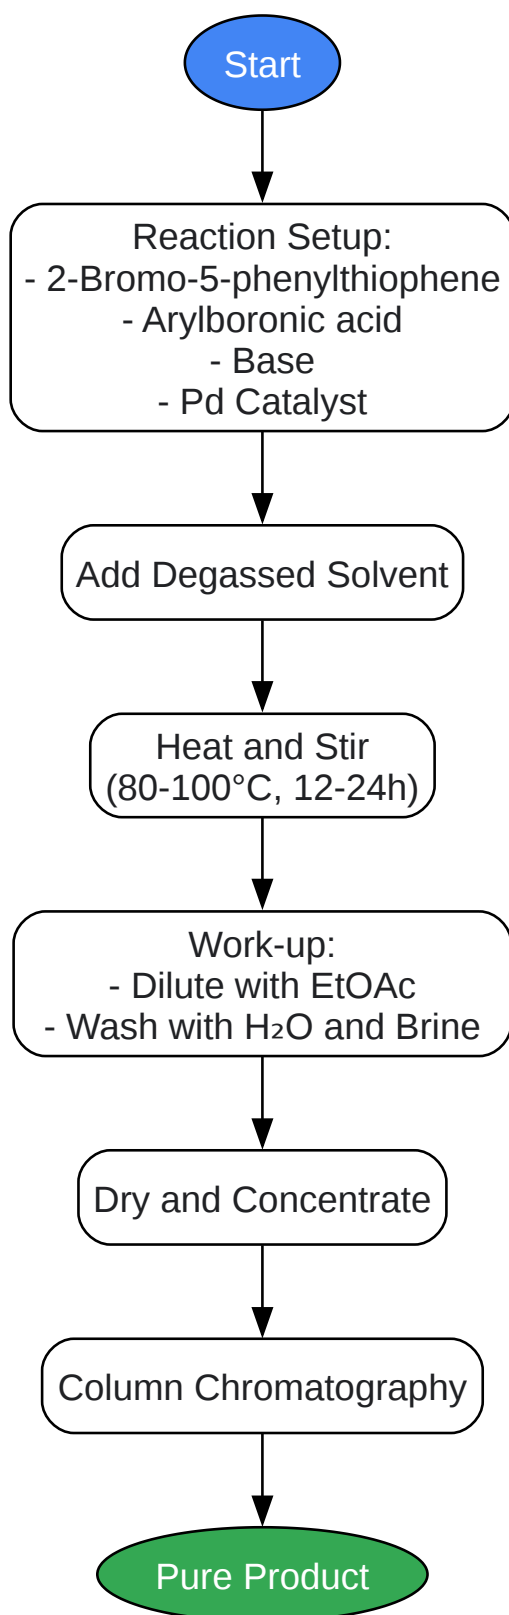 Start
Reaction Setup:
- 2-Bromo-5-phenylthiophene
- Arylboronic acid
- Base
- Pd Catalyst
Add Degassed Solvent
Heat and Stir
(80-100°C, 12-24h)
Work-up:
- Dilute with EtOAc
- Wash with H₂O and Brine
Dry and Concentrate
Column Chromatography
Pure Product